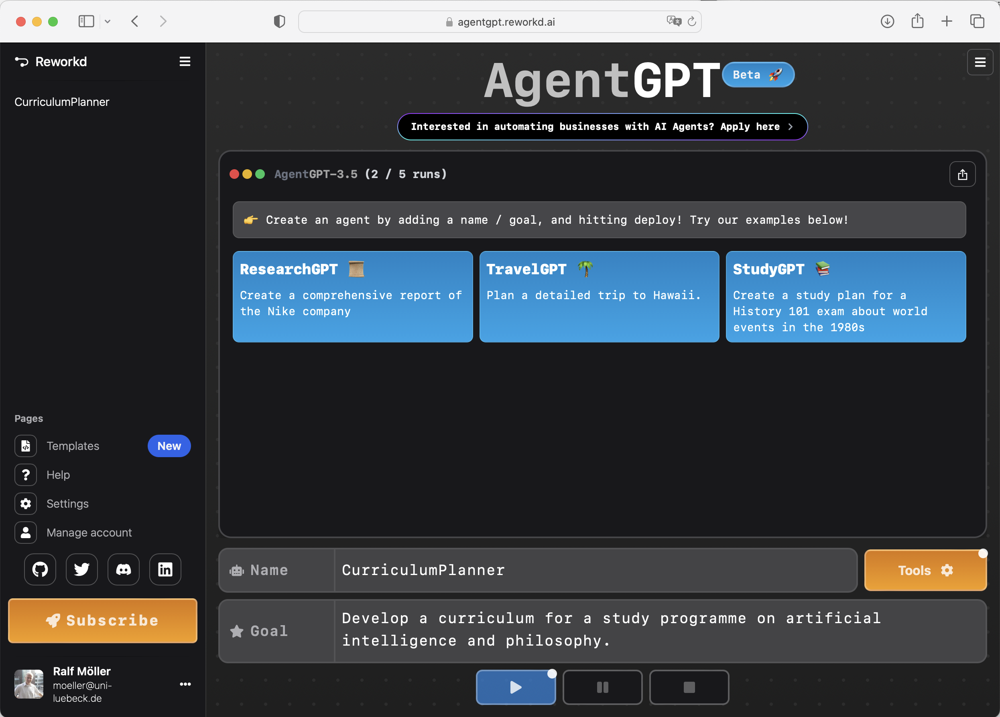 agentgpt.reworkd.ai
Reworkd
CurriculumPlanner
Pages
Templates
New
Help
Settings
Manage account
Subscribe
Ralf Möller
moeller@uni-
luebeck.de
AgentGPT
Beta 🚀
Interested in automating businesses with AI Agents? Apply here
AgentGPT-3.5 (2 / 5 runs)
👉 Create an agent by adding a name / goal, and hitting deploy! Try our examples below!
ResearchGPT 📜
Create a comprehensive report of
the Nike company
TravelGPT 🌴
Plan a detailed trip to Hawaii.
StudyGPT 📚
Create a study plan for a
History 101 exam about world
events in the 1980s
Name
CurriculumPlanner
Tools
Goal
Develop a curriculum for a study programme on artificial
intelligence and philosophy.